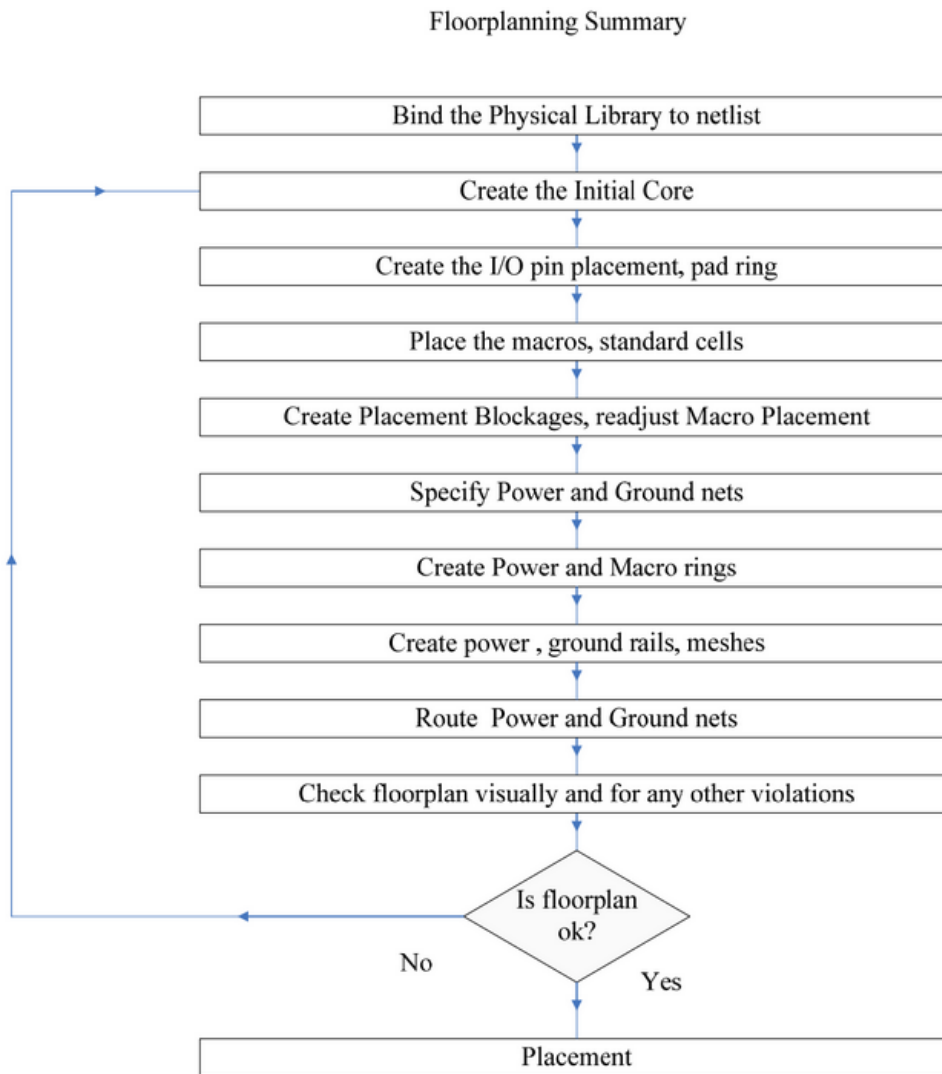 Floorplanning Summary
Bind the Physical Library to netlist
Create the Initial Core
Create the I/O pin placement, pad ring
Place the macros, standard cells
Create Placement Blockages, readjust Macro Placement
Specify Power and Ground nets
Create Power and Macro rings
Create power , ground rails, meshes
Route  Power and Ground nets
Check floorplan visually and for any other violations
Is floorplan
ok?
No
Yes
Placement